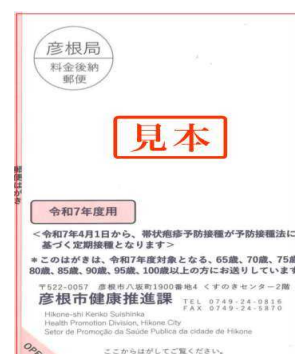 彦根局
料金後納
郵便
見本
郵便はがき
令和7年度用
<令和7年4月1日から、帯状疱疹予防接種が予防接種法に
基づく定期接種となります>
*このはがきは、令和7年度対象となる、65歳、70歳、75歳
80歳、85歳、90歳、95歳、100歳以上の方にお送りしています
〒522-0057 彦根市八坂町1900番地4 くすのきセンター2階
彦根市健康推進課 TEL 0749-24-0816
FAX 0749-24-5870
Hikone-shi Kenko Suishinka
Health Promotion Division, Hikone City
Setor de Promoção da Saúde Publica da cidade de Hikone
ここからはがしてご覧ください。
OPE